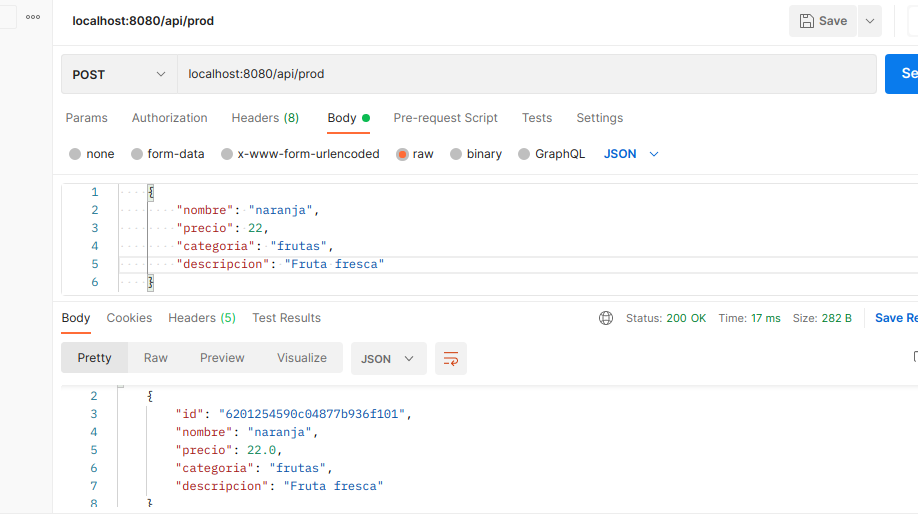 localhost:8080/api/prod
Save
POST
localhost:8080/api/prod
Se
Params Authorization Headers (8) Body Pre-request Script Tests Settings
none form-data x-www-form-urlencoded raw binary GraphQL JSON
1 {
2 "nombre": "naranja",
3 "precio": 22,
4 "categoria": "frutas",
5 "descripcion": "Fruta fresca"
6 }
Body Cookies Headers (5) Test Results Status: 200 OK Time: 17 ms Size: 282 B Save Re
Pretty Raw Preview Visualize JSON
2 {
3 "id": "6201254590c04877b936f101",
4 "nombre": "naranja",
5 "precio": 22.0,
6 "categoria": "frutas",
7 "descripcion": "Fruta fresca"
8 }